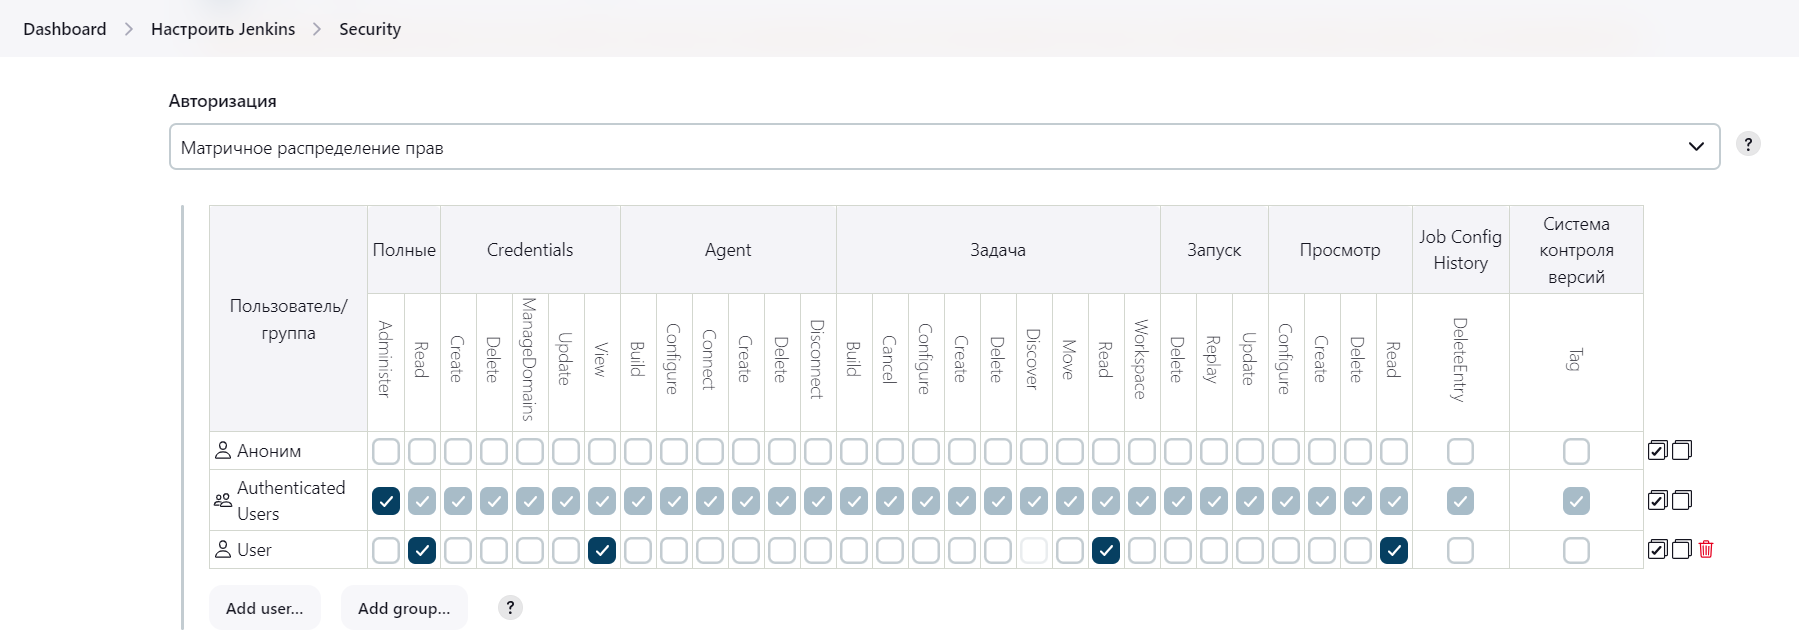 Dashboard > Настроить Jenkins > Security
Авторизация
Матричное распределение прав
?
Пользователь/
группа
Полные
Credentials
Agent
Задача
Запуск
Просмотр
Job Config
History
Система
контроля
версий
Administer
Read
Create
Delete
ManageDomains
Update
View
Build
Configure
Connect
Create
Delete
Disconnect
Build
Cancel
Configure
Create
Delete
Discover
Move
Read
Workspace
Delete
Replay
Update
Configure
Create
Delete
Read
DeleteEntry
Tag
Аноним
Authenticated
Users
User
Add user...
Add group...
?